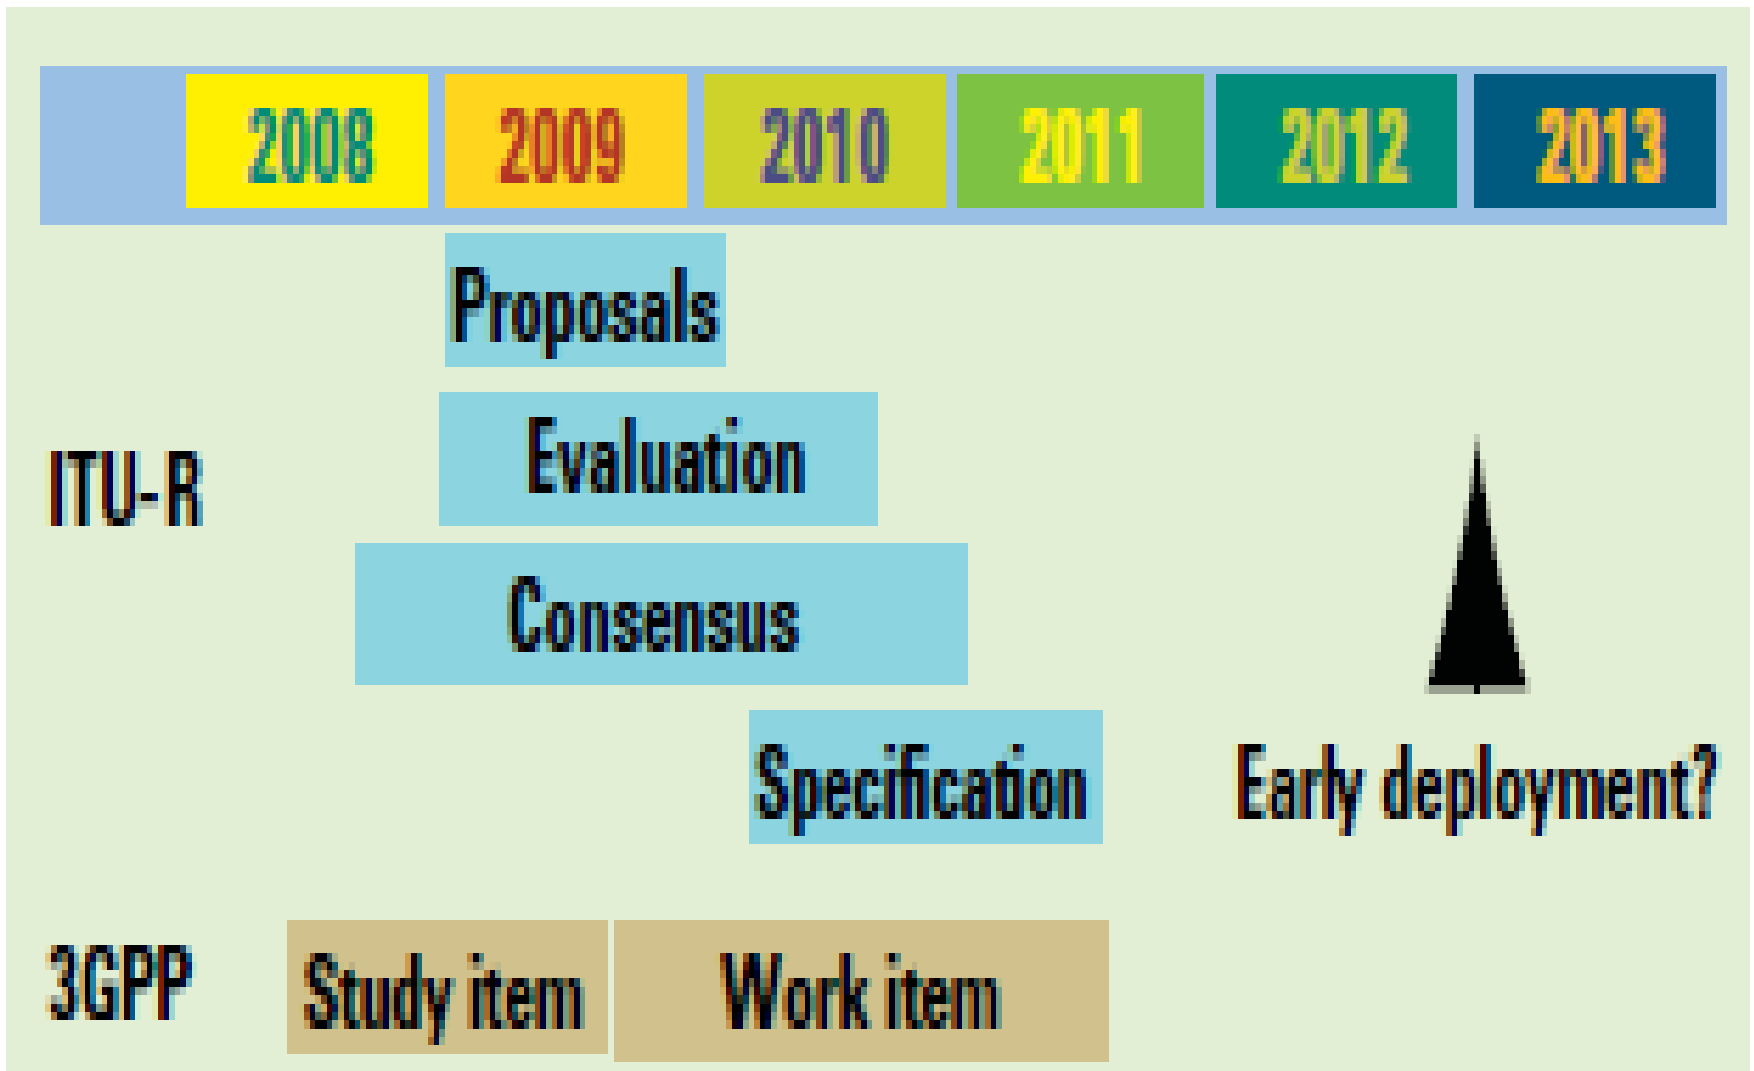 2008 2009 2010 2011 2012 2013
Proposals
Evaluation
ITU-R
Consensus
Specification
Early deployment?
3GPP Study item Work item